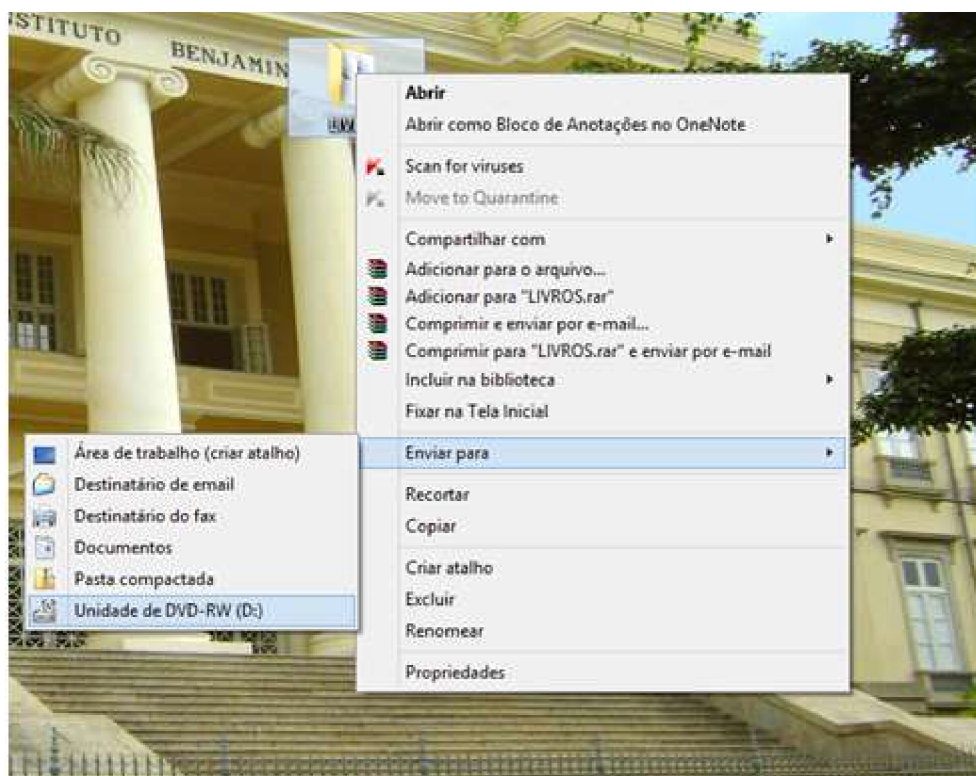 INSTITUTO BENJAMIN
Abrir
Abrir como Bloco de Anotações no OneNote
Scan for viruses
Move to Quarantine
Compartilhar com
Adicionar para o arquivo...
Adicionar para "LIVROS.rar"
Comprimir e enviar por e-mail...
Comprimir para "LIVROS.rar" e enviar por e-mail
Incluir na biblioteca
Fixar na Tela Inicial
Enviar para
Recortar
Copiar
Criar atalho
Excluir
Renomear
Propriedades
Área de trabalho (criar atalho)
Destinatário de email
Destinatário do fax
Documentos
Pasta compactada
Unidade de DVD-RW (D:)